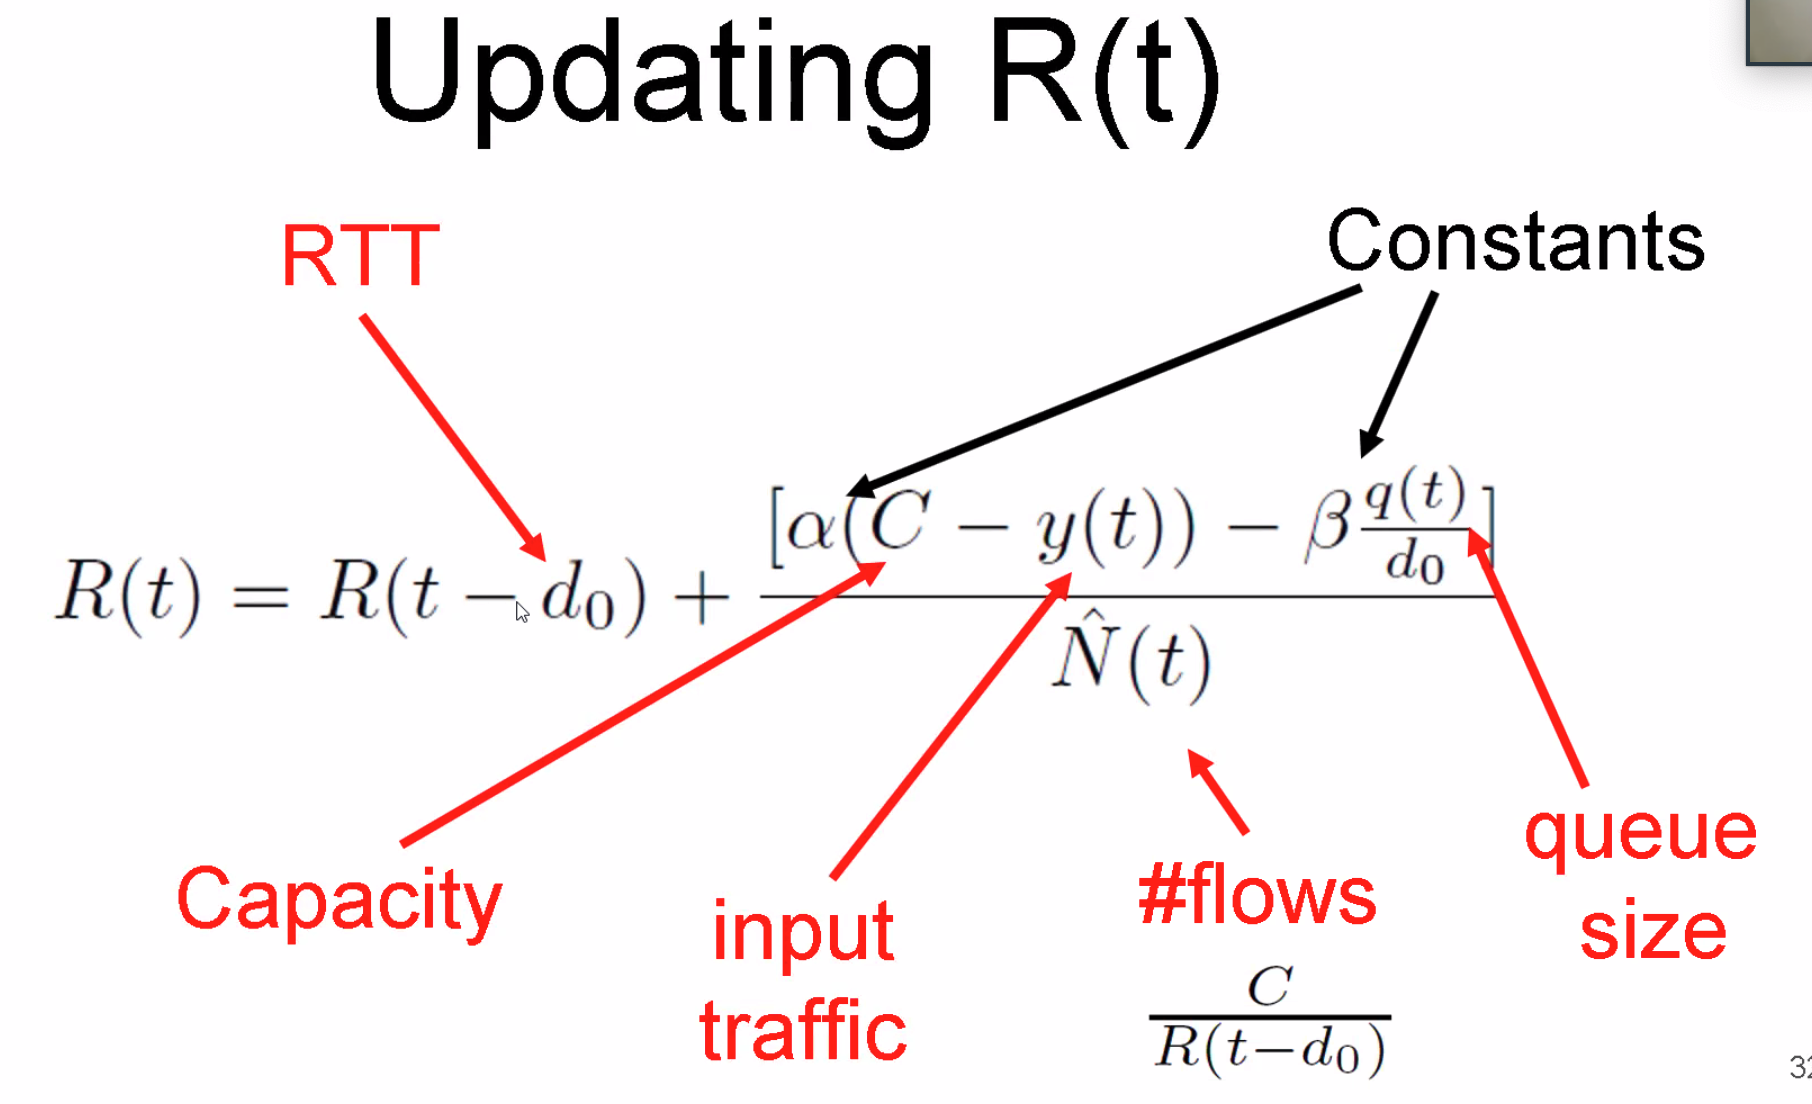 Updating R(t)
RTT
Constants
R(t) = R(t − d₀) + [α(C − y(t)) − β q(t)/d₀] / N̂(t)
Capacity
input
traffic
#flows
C / R(t−d₀)
queue
size